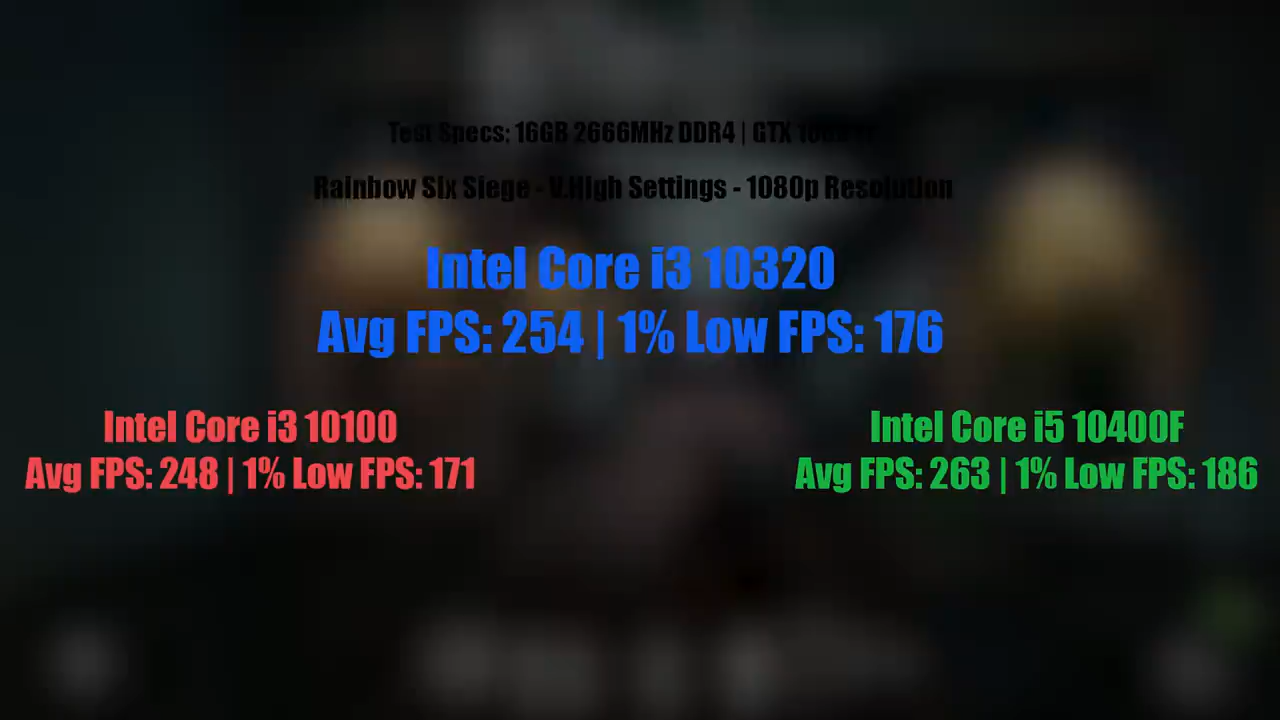 Test Specs: 16GB 2666MHz DDR4 | GTX
Rainbow Six Siege - V.High Settings - 1080p Resolution
Intel Core i3 10320
Avg FPS: 254 | 1% Low FPS: 176
Intel Core i3 10100
Avg FPS: 248 | 1% Low FPS: 171
Intel Core i5 10400F
Avg FPS: 263 | 1% Low FPS: 186